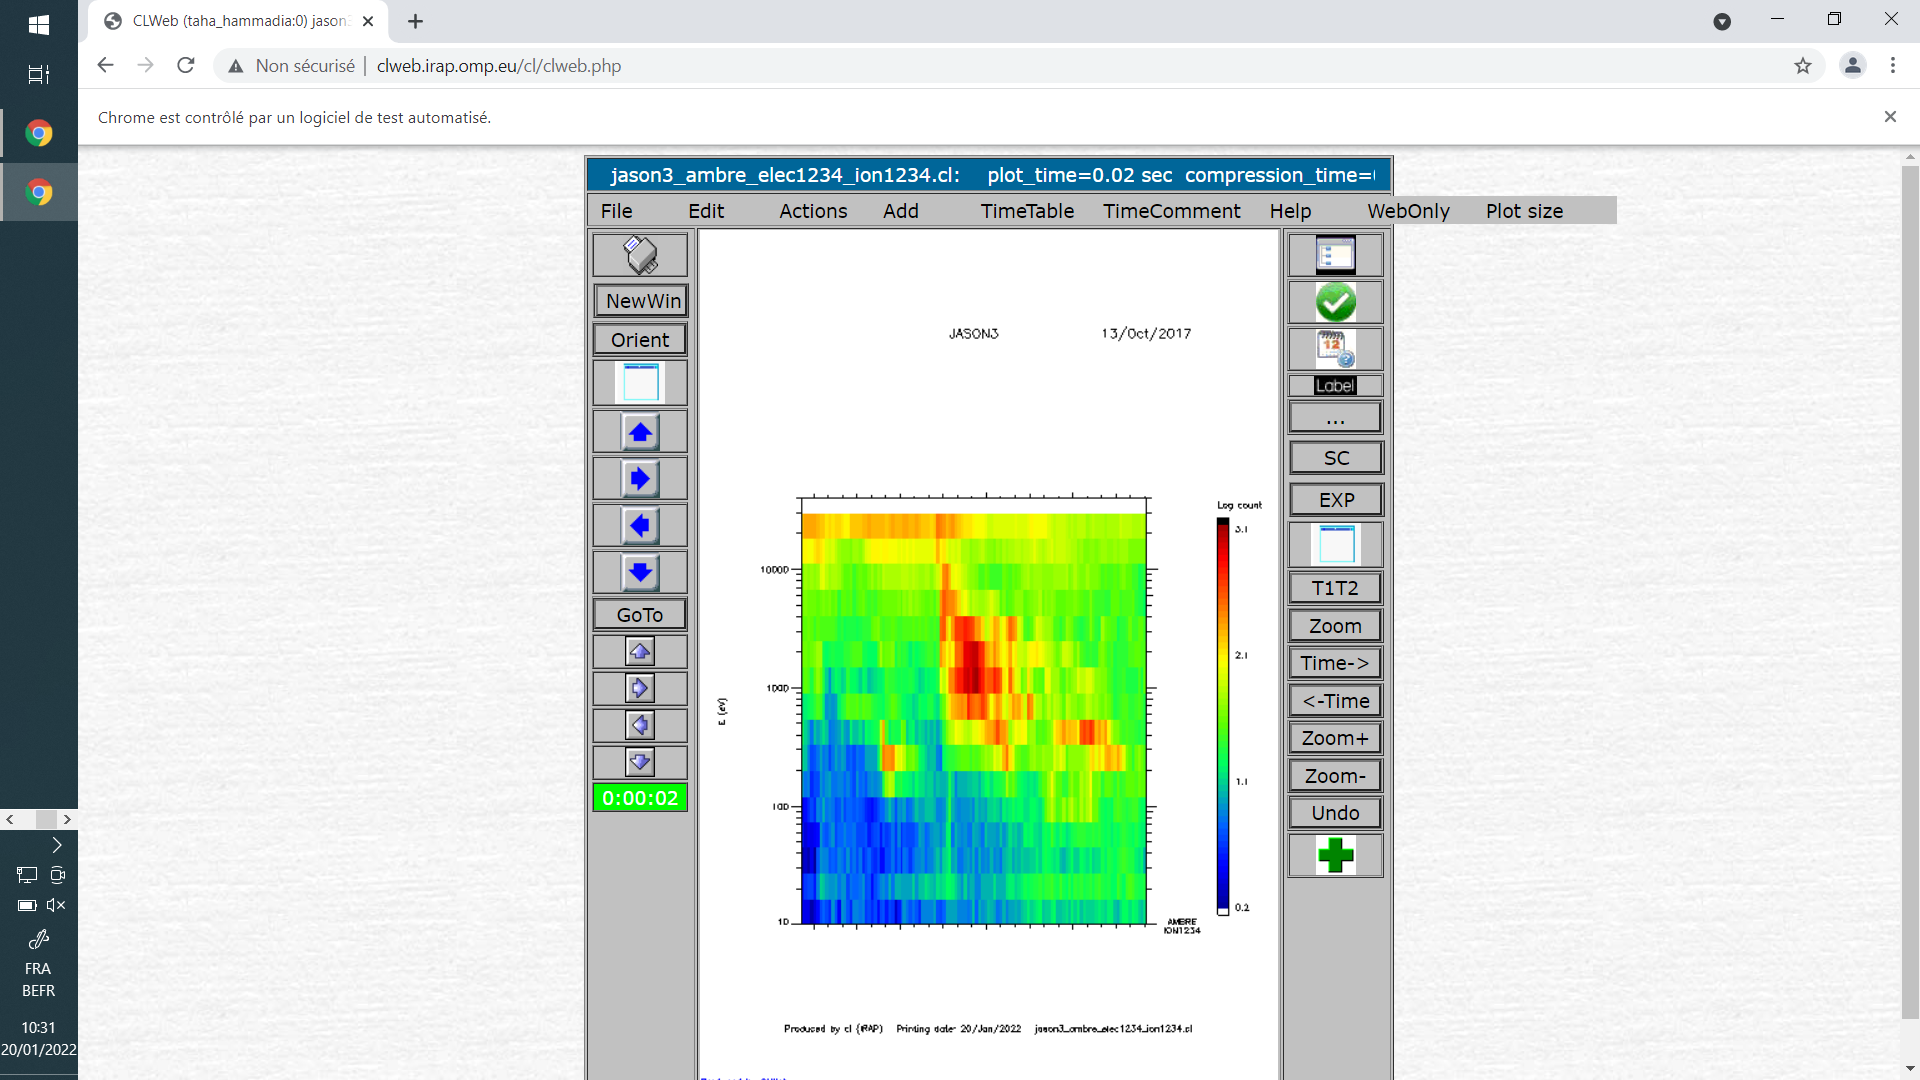 CLWeb (taha_hammadia:0) jason3
Non sécurisé | clweb.irap.omp.eu/cl/clweb.php
Chrome est contrôlé par un logiciel de test automatisé.
jason3_ambre_elec1234_ion1234.cl: plot_time=0.02 sec compression_time=
File Edit Actions Add TimeTable TimeComment Help WebOnly Plot size
NewWin
Orient
GoTo
0:00:02
JASON3 13/Oct/2017
Log count
3.1
2.1
1.1
0.2
10000
1000
100
10
E (eV)
AMBRE
ION1234
Produced by cl (IRAP) Printing date: 20/Jan/2022 jason3_ambre_elec1234_ion1234.cl
12
Label
...
SC
EXP
T1T2
Zoom
Time->
<-Time
Zoom+
Zoom-
Undo
FRA
BEFR
10:31
20/01/2022